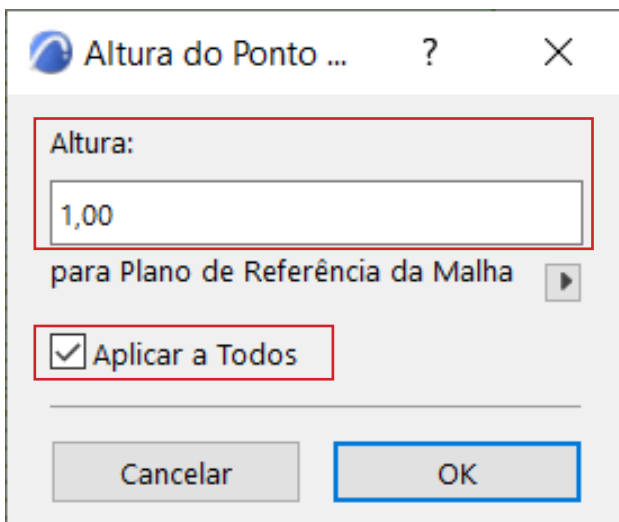 Altura do Ponto ... ?
Altura:
1,00
para Plano de Referência da Malha
Aplicar a Todos
Cancelar OK